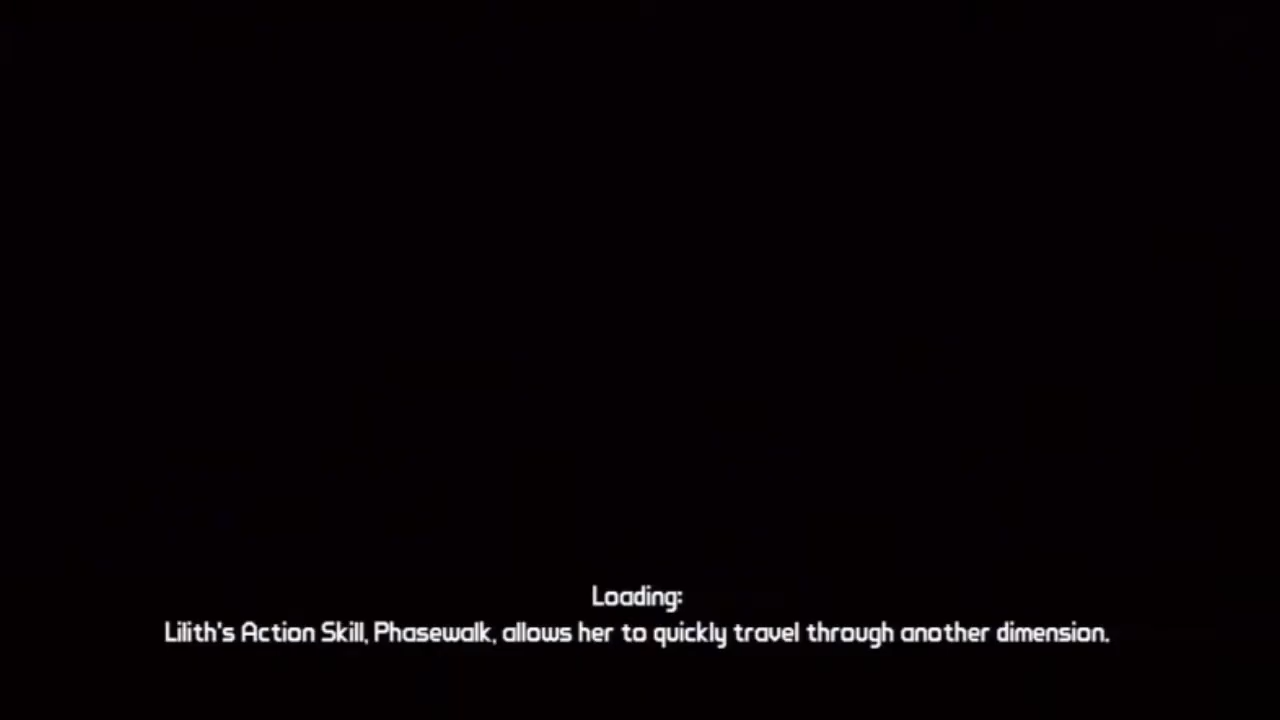 Loading:
Lilith's Action Skill, Phasewalk, allows her to quickly travel through another dimension.